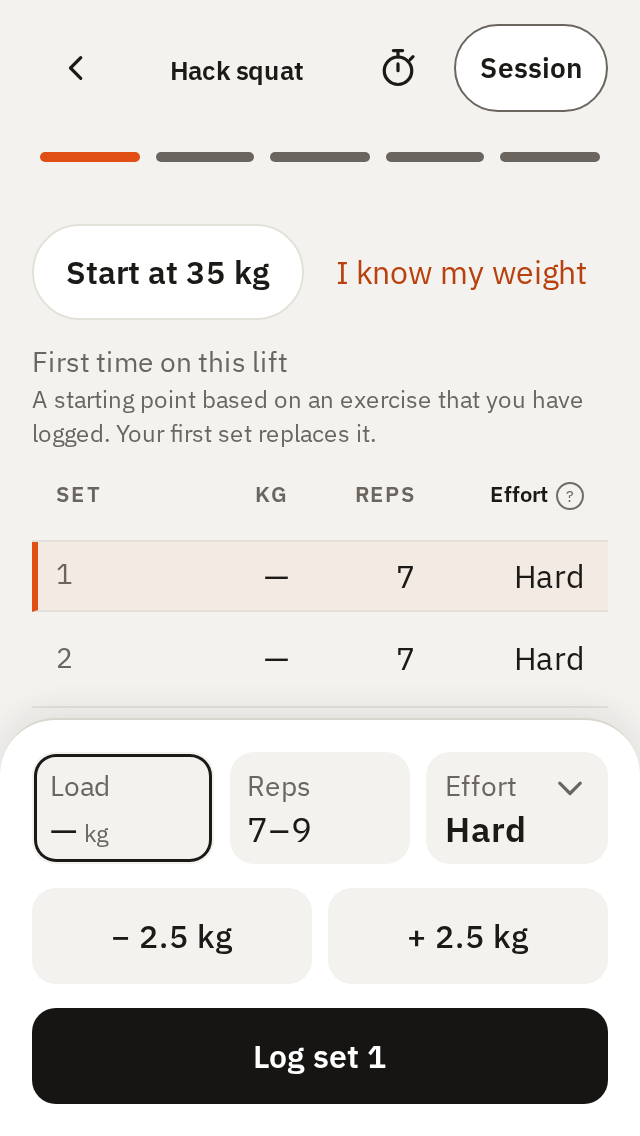 Hack squat
Session
Start at 35 kg
I know my weight
First time on this lift
A starting point based on an exercise that you have
logged. Your first set replaces it.
SET KG REPS Effort ?
1 — 7 Hard
2 — 7 Hard
Load Reps Effort
— kg 7–9 Hard
− 2.5 kg + 2.5 kg
Log set 1